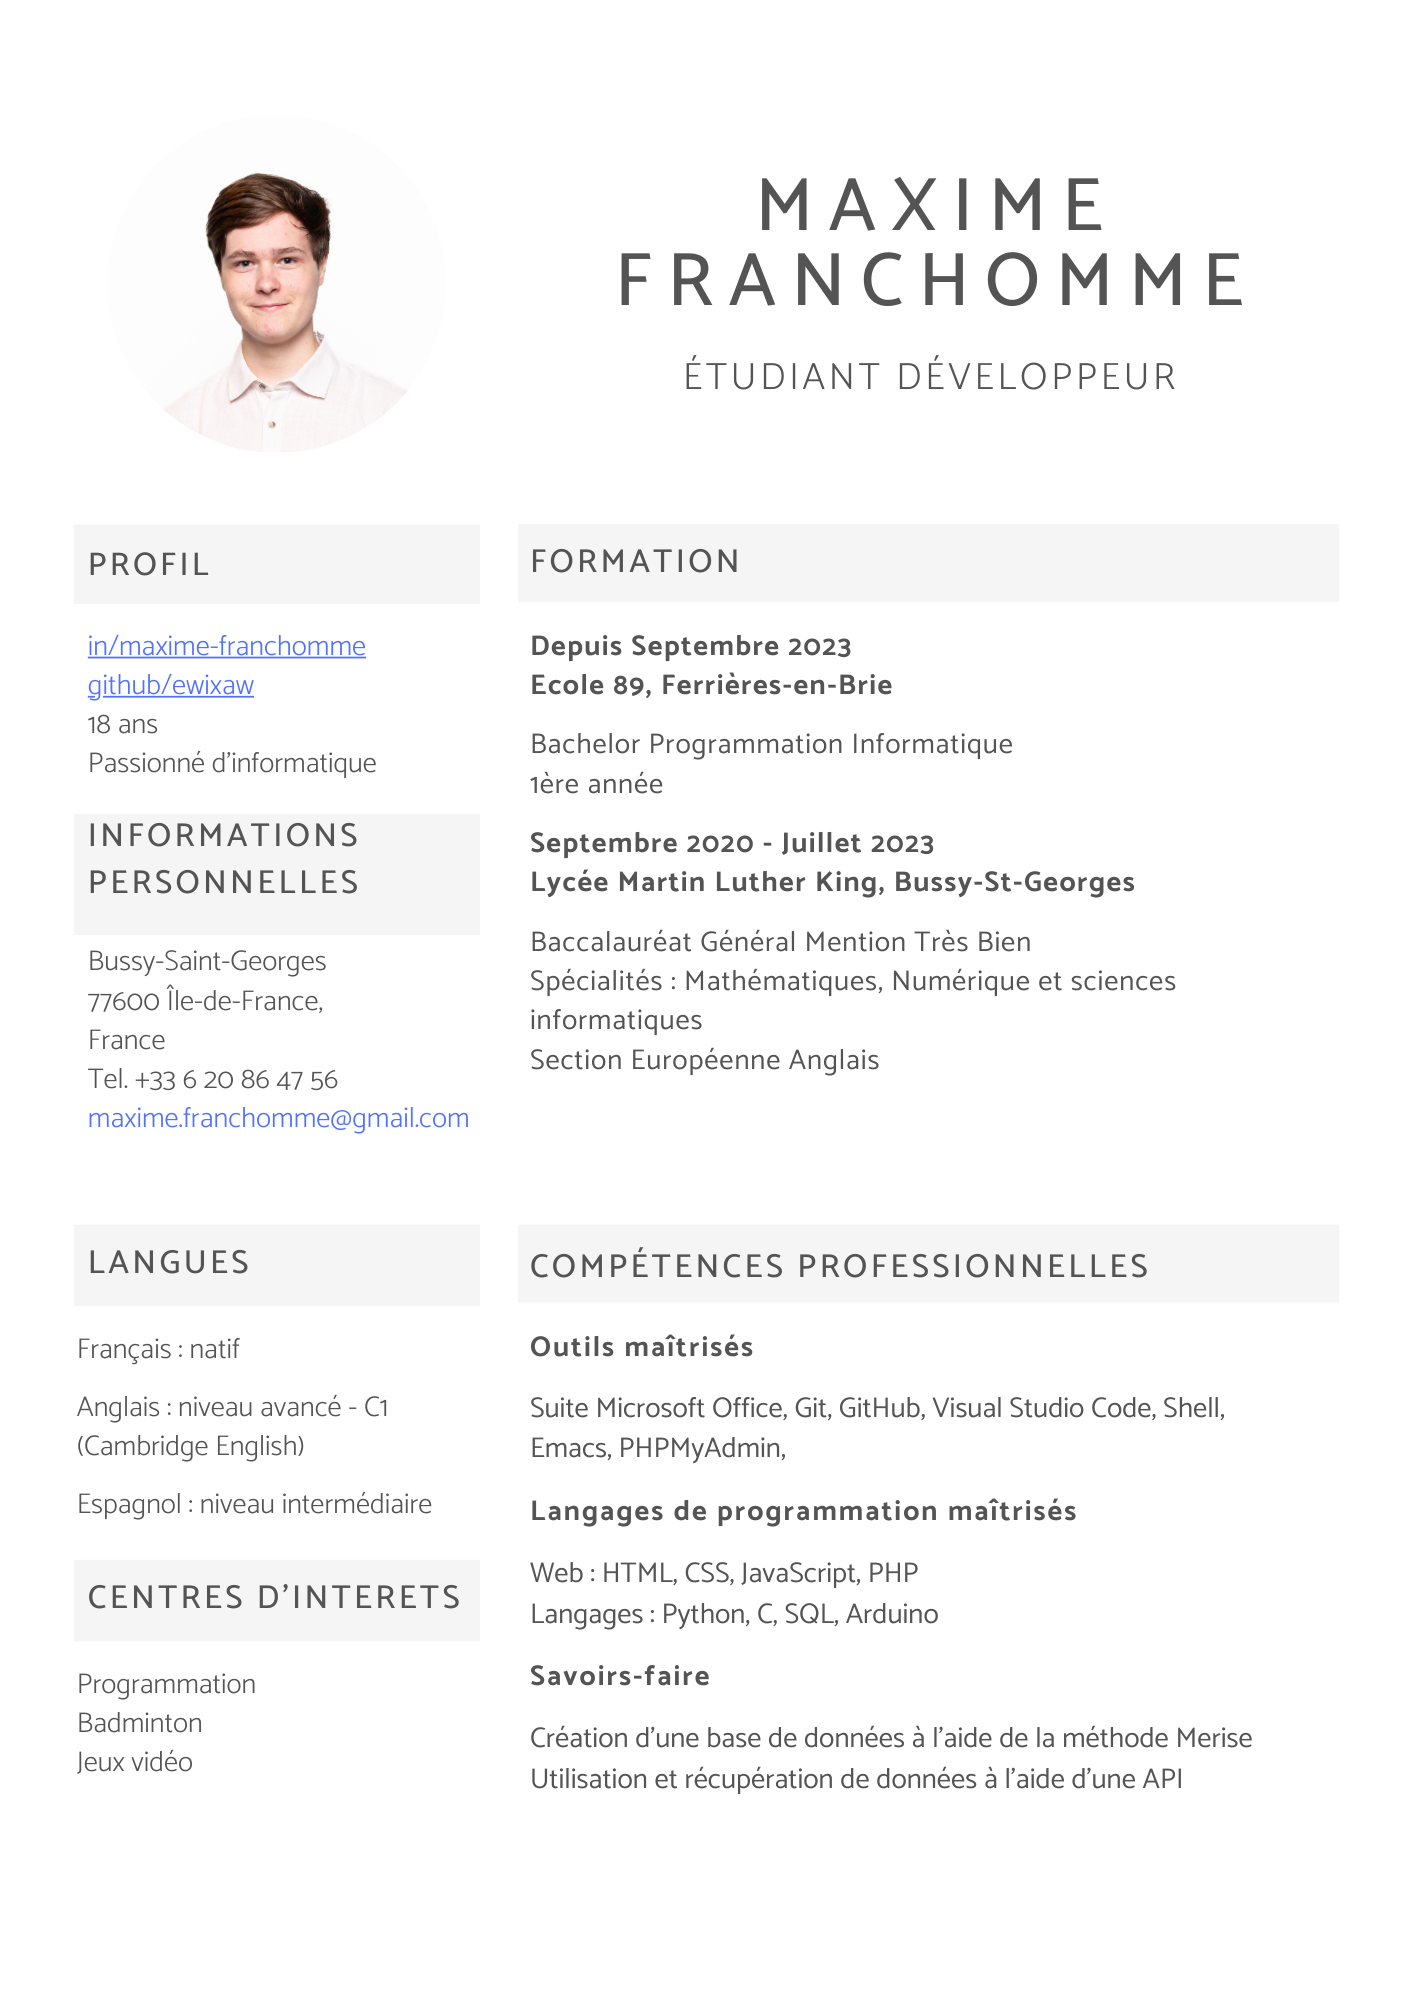 MAXIME
FRANCHOMME
ÉTUDIANT DÉVELOPPEUR
PROFIL
in/maxime-franchomme
github/ewixaw
18 ans
Passionné d’informatique
INFORMATIONS
PERSONNELLES
Bussy-Saint-Georges
77600 Île-de-France,
France
Tel. +33 6 20 86 47 56
maxime.franchomme@gmail.com
FORMATION
Depuis Septembre 2023
Ecole 89, Ferrières-en-Brie
Bachelor Programmation Informatique
1ère année
Septembre 2020 - Juillet 2023
Lycée Martin Luther King, Bussy-St-Georges
Baccalauréat Général Mention Très Bien
Spécialités : Mathématiques, Numérique et sciences
informatiques
Section Européenne Anglais
LANGUES
Français : natif
Anglais : niveau avancé - C1
(Cambridge English)
Espagnol : niveau intermédiaire
CENTRES D’INTERETS
Programmation
Badminton
Jeux vidéo
COMPÉTENCES PROFESSIONNELLES
Outils maîtrisés
Suite Microsoft Office, Git, GitHub, Visual Studio Code, Shell,
Emacs, PHPMyAdmin,
Langages de programmation maîtrisés
Web : HTML, CSS, JavaScript, PHP
Langages : Python, C, SQL, Arduino
Savoirs-faire
Création d’une base de données à l’aide de la méthode Merise
Utilisation et récupération de données à l’aide d’une API